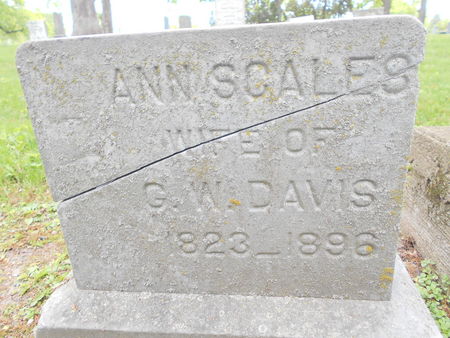 ANN SCALES
WIFE OF
G. W. DAVIS
1823–1896